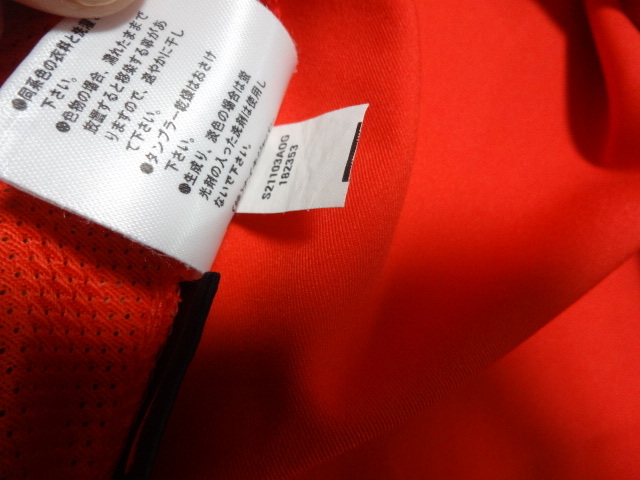 ●同系色の衣料と洗濯
下さい。
●色物の場合、濡れたままで
放置すると感染する事があ
りますので、速やかに干し
て下さい。
●タンブラー乾燥はおさけ
下さい。
●生成り、淡色の場合は蛍
光剤の入った洗剤は使用し
ないで下さい。
S21103A0G
182353